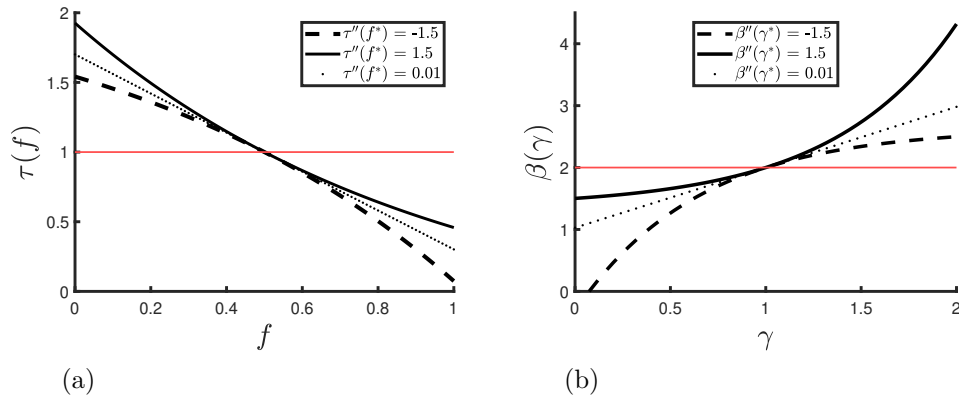 τ″(f*) = -1.5
τ″(f*) = 1.5
τ″(f*) = 0.01
τ(f)
2
1.5
1
0.5
0
0 0.2 0.4 0.6 0.8 1
f
(a)
β″(γ*) = -1.5
β″(γ*) = 1.5
β″(γ*) = 0.01
β(γ)
4
3
2
1
0
0 0.5 1 1.5 2
γ
(b)